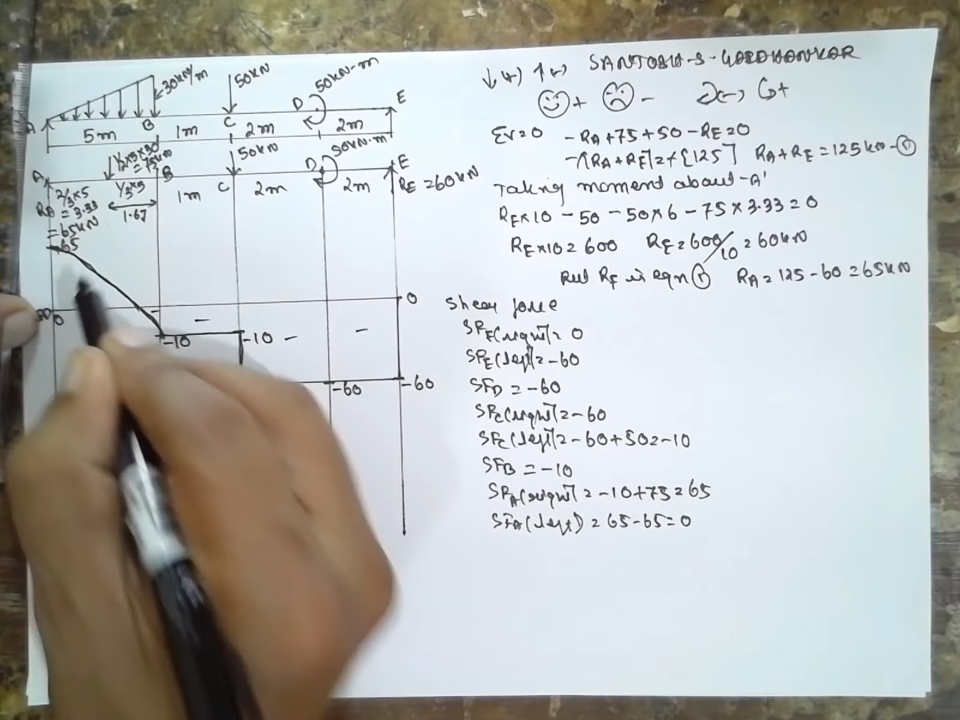 30kN/m
50kN
50kN-m
A
B
C
D
E
5m
1m
2m
2m
½×5×30
=75kN
50kN
50kN-m
A
B
C
D
E
2/3×5
= 3.33
1/3×5
1.67
1m
2m
2m
RE = 60kN
= 65kN
+65
0
0
-
-
-
-10
-10
-60
-60
↓(+) ↑(-) SANTOSH-S-GORDHONKAR
+ - (-) +
Σv=0 -RA+75+50-RE=0
-[RA+RE]=-[125] RA+RE=125kN-①
Taking moment about-'A'
RE×10-50-50×6-75×3.33=0
RE×10=600 RE=600/10=60kN
Put RE in eqn ① RA=125-60=65kN
Shear force
SFE(right)=0
SFE(left)=-60
SFD=-60
SFC(right)=-60
SFC(left)=-60+50=-10
SFB=-10
SFA(right)=-10+75=65
SFA(left)=65-65=0